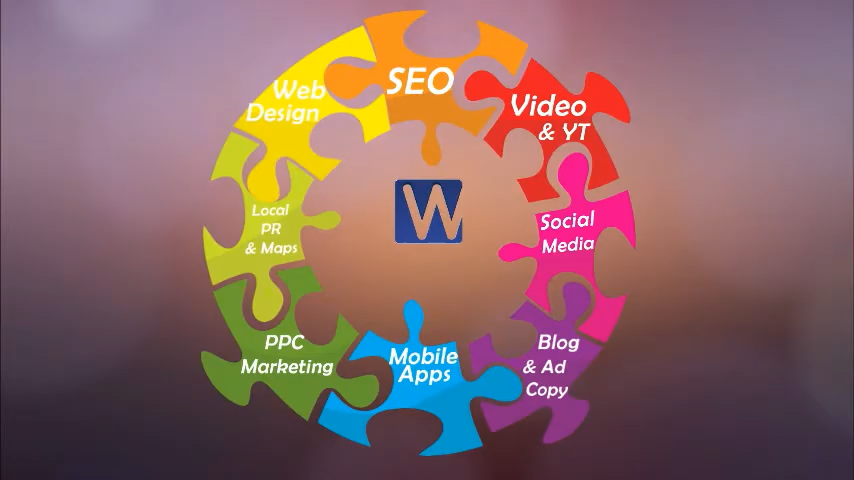 SEO
Video
& YT
Social
Media
Blog
& Ad
Copy
Mobile
Apps
PPC
Marketing
Local
PR
& Maps
Web
Design
W